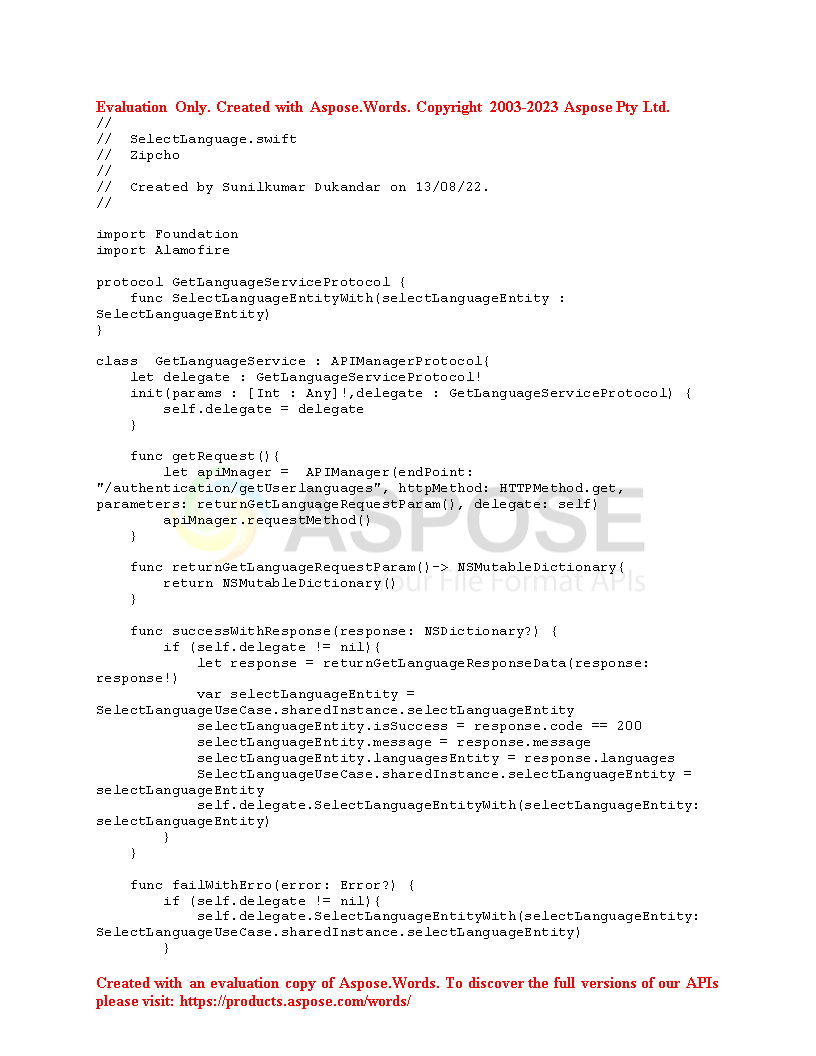 Evaluation Only. Created with Aspose.Words. Copyright 2003-2023 Aspose Pty Ltd.
//
//  SelectLanguage.swift
//  Zipcho
//
//  Created by Sunilkumar Dukandar on 13/08/22.
//
import Foundation
import Alamofire
protocol GetLanguageServiceProtocol {
    func SelectLanguageEntityWith(selectLanguageEntity :
SelectLanguageEntity)
}
class  GetLanguageService : APIManagerProtocol{
    let delegate : GetLanguageServiceProtocol!
    init(params : [Int : Any]!,delegate : GetLanguageServiceProtocol) {
        self.delegate = delegate
    }
    func getRequest(){
        let apiMnager =  APIManager(endPoint:
"/authentication/getUserlanguages", httpMethod: HTTPMethod.get,
parameters: returnGetLanguageRequestParam(), delegate: self)
        apiMnager.requestMethod()
    }
ASPOSE
Your File Format APIs
    func returnGetLanguageRequestParam()-> NSMutableDictionary{
        return NSMutableDictionary()
    }
    func successWithResponse(response: NSDictionary?) {
        if (self.delegate != nil){
            let response = returnGetLanguageResponseData(response:
response!)
            var selectLanguageEntity =
SelectLanguageUseCase.sharedInstance.selectLanguageEntity
            selectLanguageEntity.isSuccess = response.code == 200
            selectLanguageEntity.message = response.message
            selectLanguageEntity.languagesEntity = response.languages
            SelectLanguageUseCase.sharedInstance.selectLanguageEntity =
selectLanguageEntity
            self.delegate.SelectLanguageEntityWith(selectLanguageEntity:
selectLanguageEntity)
        }
    }
    func failWithErro(error: Error?) {
        if (self.delegate != nil){
            self.delegate.SelectLanguageEntityWith(selectLanguageEntity:
SelectLanguageUseCase.sharedInstance.selectLanguageEntity)
        }
Created with an evaluation copy of Aspose.Words. To discover the full versions of our APIs
please visit: https://products.aspose.com/words/